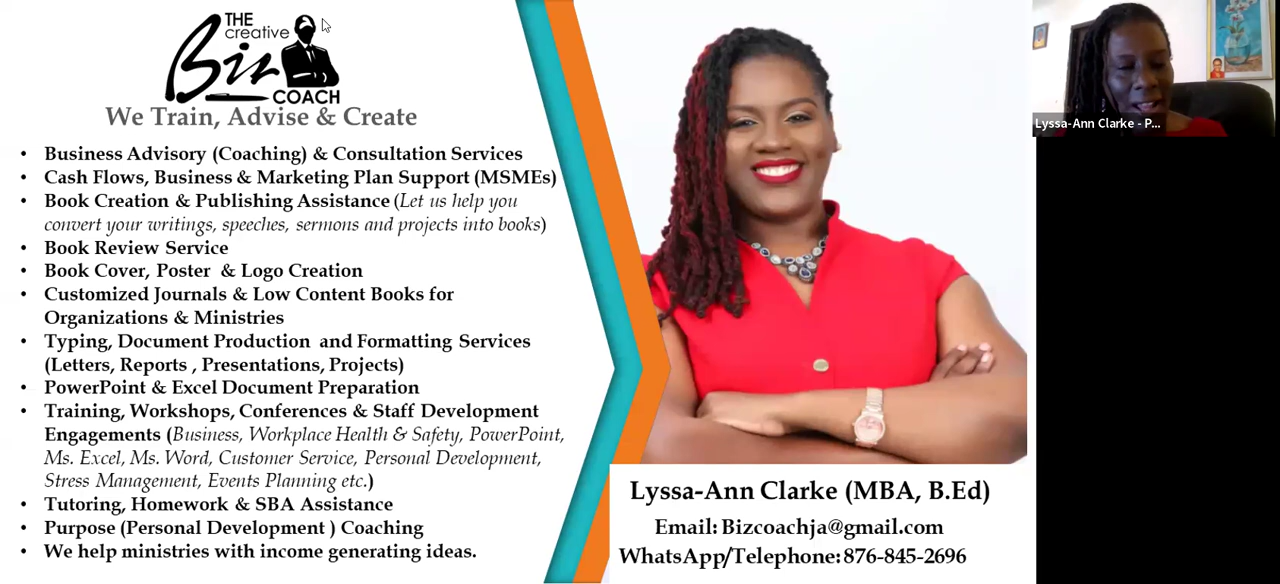 THE
creative
Biz
COACH
We Train, Advise & Create
• Business Advisory (Coaching) & Consultation Services
• Cash Flows, Business & Marketing Plan Support (MSMEs)
• Book Creation & Publishing Assistance (Let us help you
convert your writings, speeches, sermons and projects into books)
• Book Review Service
• Book Cover, Poster & Logo Creation
• Customized Journals & Low Content Books for
Organizations & Ministries
• Typing, Document Production and Formatting Services
(Letters, Reports , Presentations, Projects)
• PowerPoint & Excel Document Preparation
• Training, Workshops, Conferences & Staff Development
Engagements (Business, Workplace Health & Safety, PowerPoint,
Ms. Excel, Ms. Word, Customer Service, Personal Development,
Stress Management, Events Planning etc.)
• Tutoring, Homework & SBA Assistance
• Purpose (Personal Development ) Coaching
• We help ministries with income generating ideas.
Lyssa-Ann Clarke (MBA, B.Ed)
Email: Bizcoachja@gmail.com
WhatsApp/Telephone: 876-845-2696
Lyssa-Ann Clarke - P...